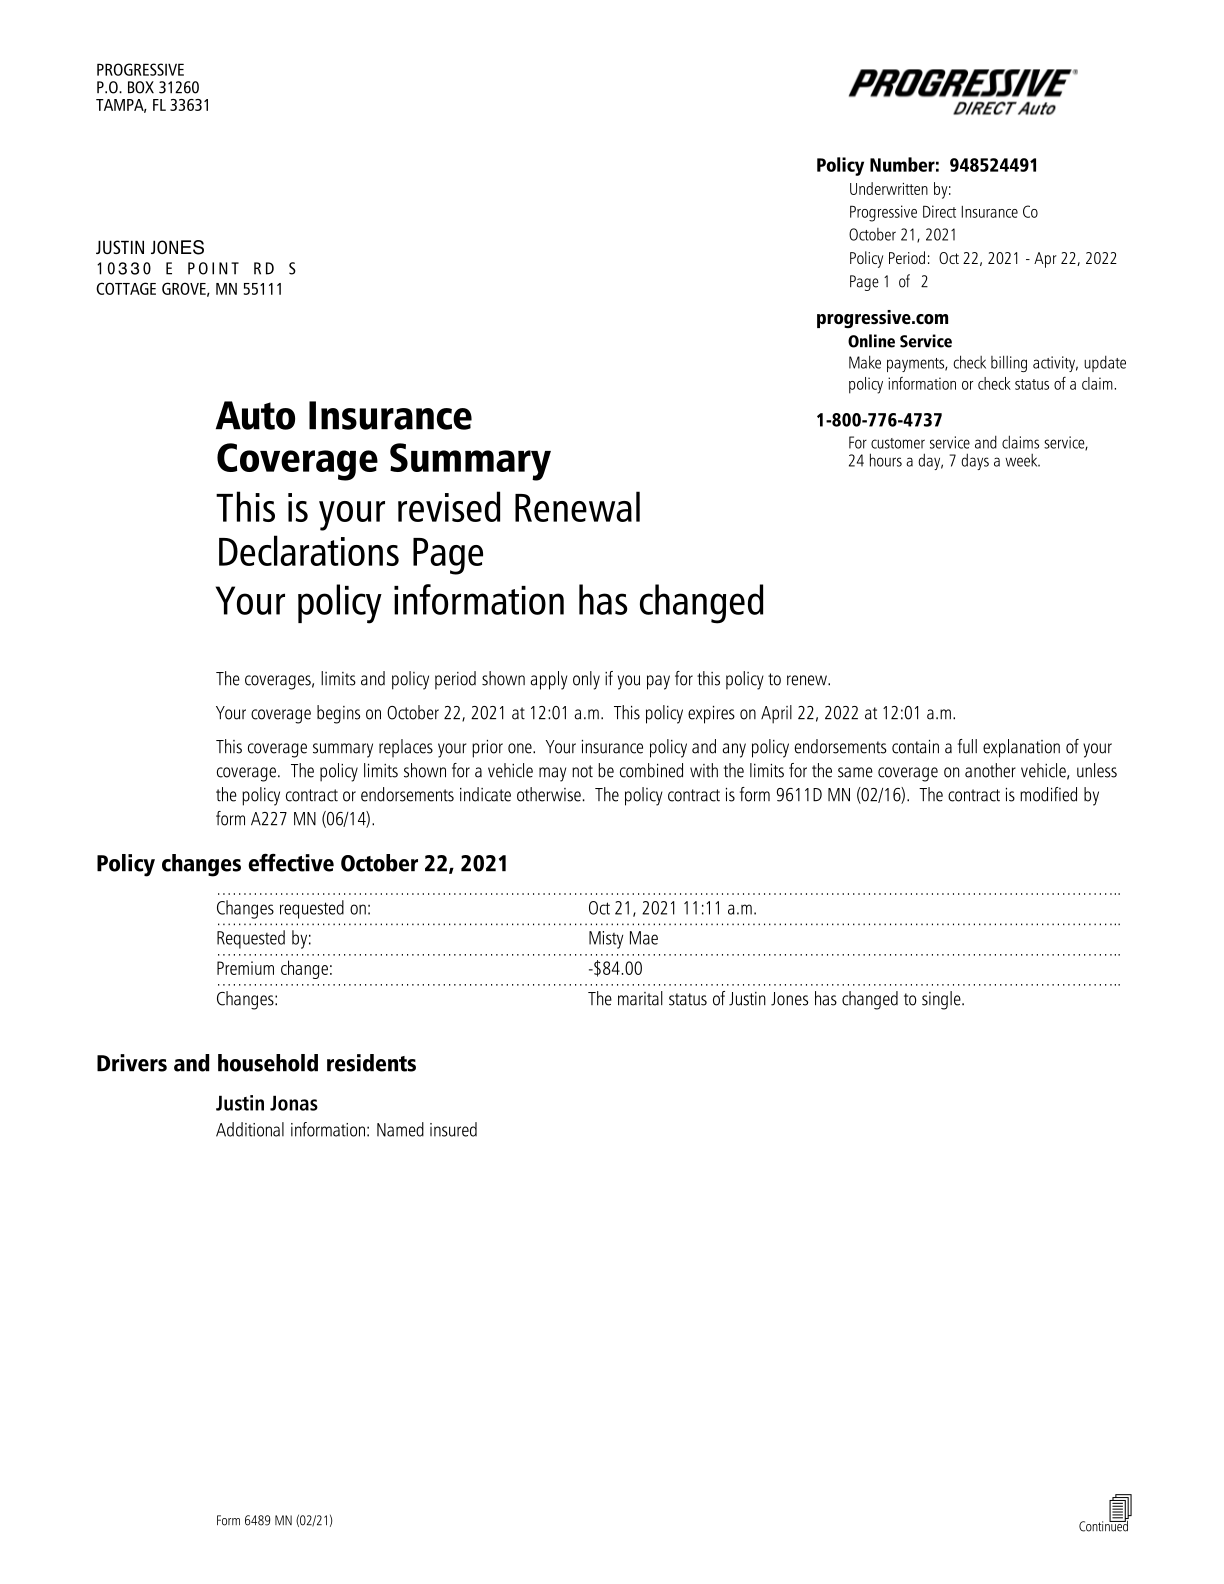 PROGRESSIVE
P.O. BOX 31260
TAMPA, FL 33631
PROGRESSIVE®
DIRECT Auto
Policy Number: 948524491
Underwritten by:
Progressive Direct Insurance Co
October 21, 2021
Policy Period: Oct 22, 2021 - Apr 22, 2022
Page 1 of 2
JUSTIN JONES
10330 E POINT RD S
COTTAGE GROVE, MN 55111
progressive.com
Online Service
Make payments, check billing activity, update
policy information or check status of a claim.
1-800-776-4737
For customer service and claims service,
24 hours a day, 7 days a week.
Auto Insurance
Coverage Summary
This is your revised Renewal
Declarations Page
Your policy information has changed
The coverages, limits and policy period shown apply only if you pay for this policy to renew.
Your coverage begins on October 22, 2021 at 12:01 a.m. This policy expires on April 22, 2022 at 12:01 a.m.
This coverage summary replaces your prior one. Your insurance policy and any policy endorsements contain a full explanation of your
coverage. The policy limits shown for a vehicle may not be combined with the limits for the same coverage on another vehicle, unless
the policy contract or endorsements indicate otherwise. The policy contract is form 9611D MN (02/16). The contract is modified by
form A227 MN (06/14).
Policy changes effective October 22, 2021
Changes requested on: Oct 21, 2021 11:11 a.m.
Requested by: Misty Mae
Premium change: -$84.00
Changes: The marital status of Justin Jones has changed to single.
Drivers and household residents
Justin Jonas
Additional information: Named insured
Form 6489 MN (02/21)
Continued